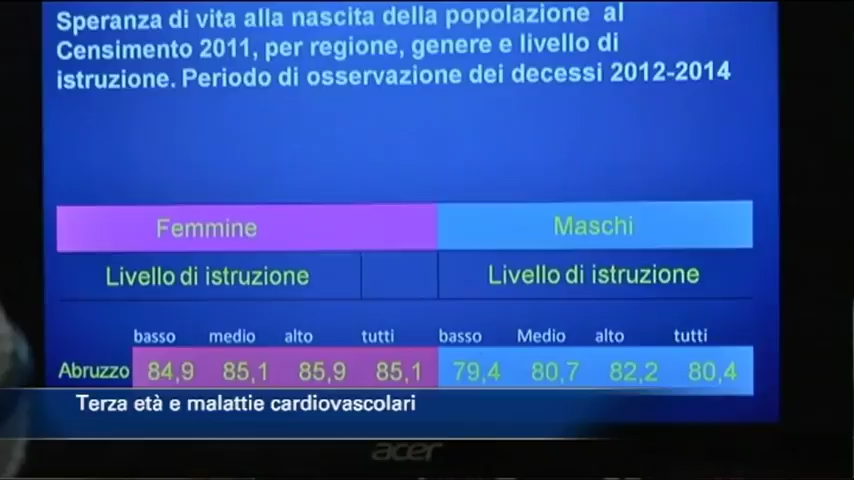 Speranza di vita alla nascita della popolazione al
Censimento 2011, per regione, genere e livello di
istruzione. Periodo di osservazione dei decessi 2012-2014
Femmine Maschi
Livello di istruzione Livello di istruzione
basso medio alto tutti basso Medio alto tutti
Abruzzo 84,9 85,1 85,9 85,1 79,4 80,7 82,2 80,4
Terza età e malattie cardiovascolari
acer